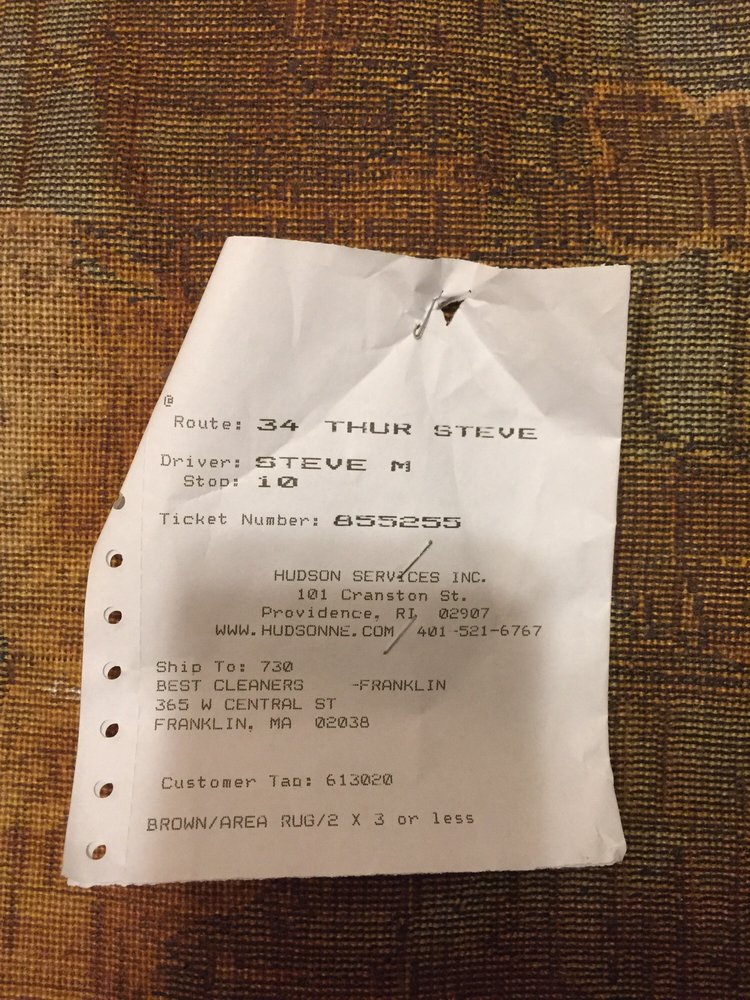 @
Route: 34 THUR STEVE
Driver: STEVE M
Stop: 10
Ticket Number: 855255
HUDSON SERVICES INC.
101 Cranston St.
Providence, RI 02907
WWW.HUDSONNE.COM 401-521-6767
Ship To: 730
BEST CLEANERS -FRANKLIN
365 W CENTRAL ST
FRANKLIN, MA 02038
Customer Tag: 613020
BROWN/AREA RUG/2 X 3 or less